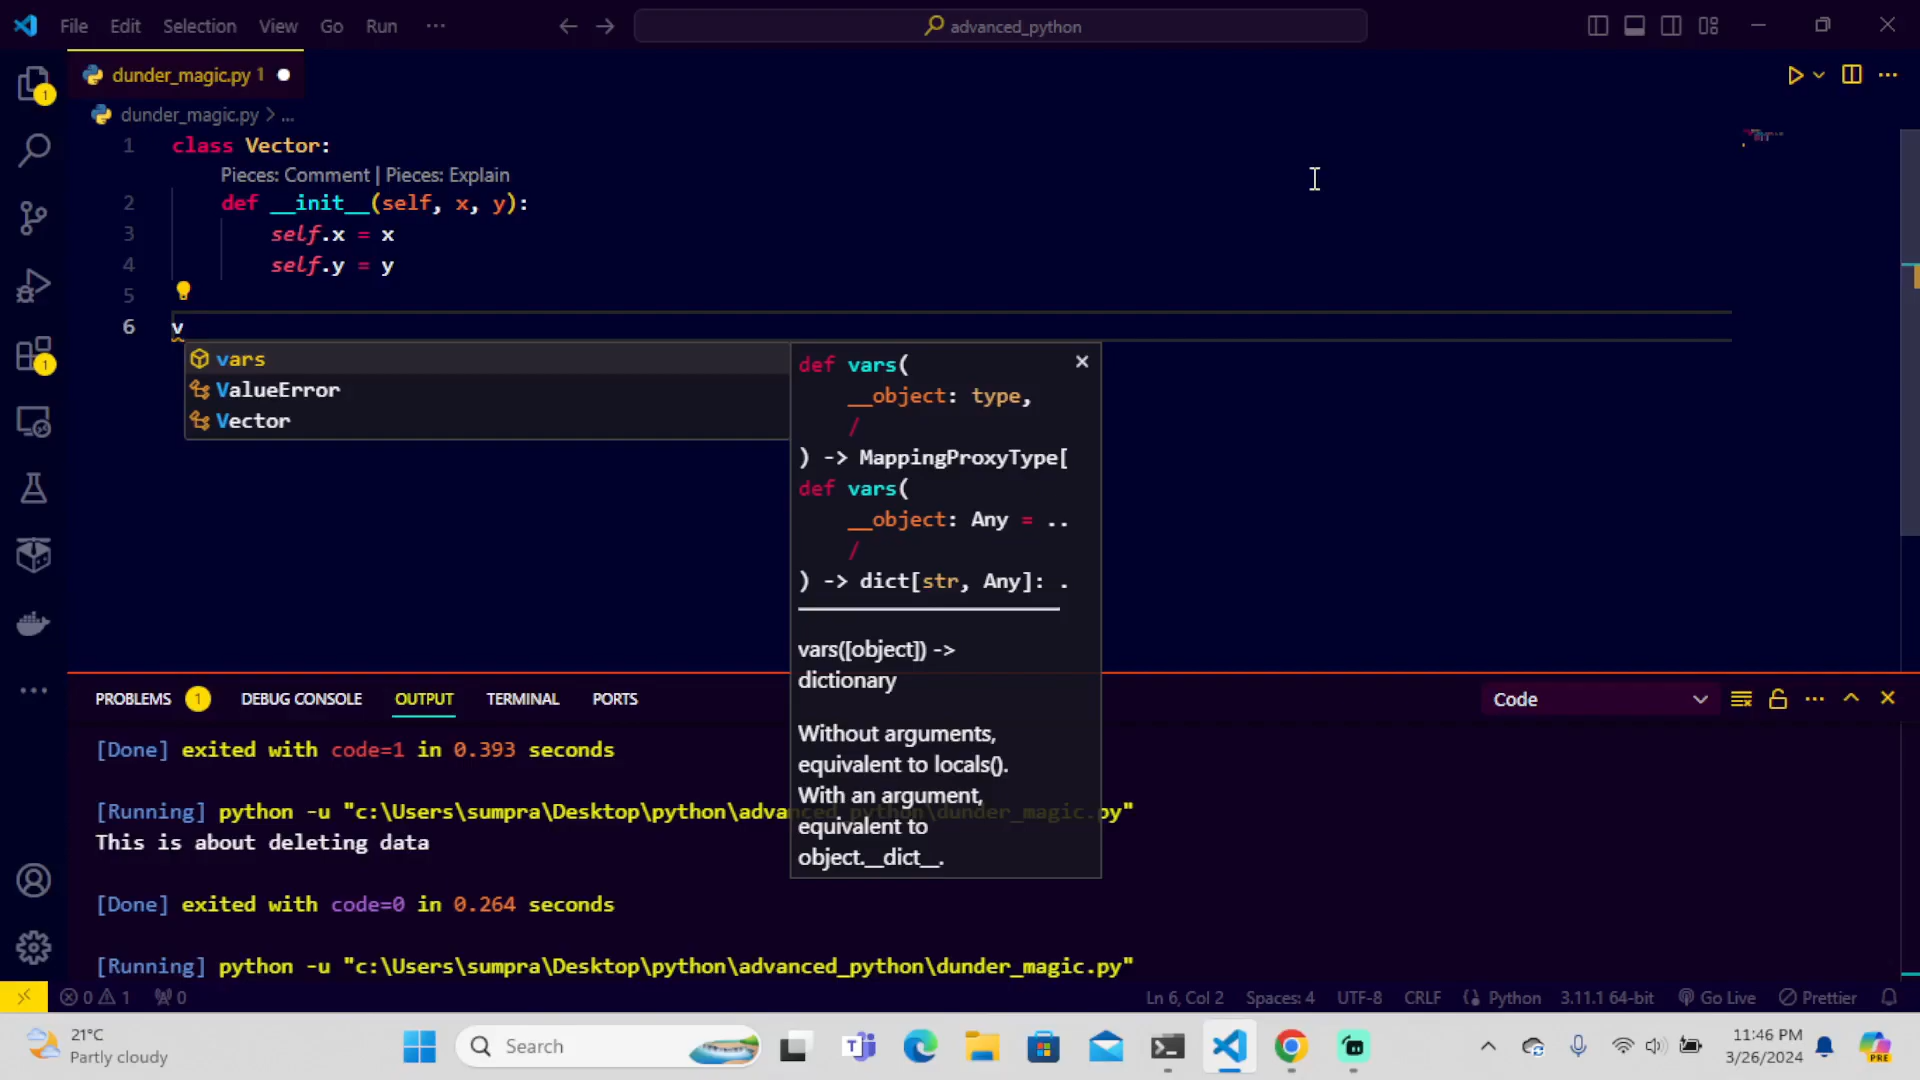 File Edit Selection View Go Run ··· advanced_python
dunder_magic.py 1
dunder_magic.py > ...
1 class Vector:
Pieces: Comment | Pieces: Explain
2 def __init__(self, x, y):
3 self.x = x
4 self.y = y
5
6 v
vars
ValueError
Vector
def vars(
__object: type,
/
) -> MappingProxyType[
def vars(
__object: Any = ..
/
) -> dict[str, Any]: .
vars([object]) ->
dictionary
Without arguments,
equivalent to locals().
With an argument,
equivalent to
object.__dict__.
PROBLEMS 1 DEBUG CONSOLE OUTPUT TERMINAL PORTS Code
[Done] exited with code=1 in 0.393 seconds
[Running] python -u "c:\Users\sumpra\Desktop\python\advanced_python\dunder_magic.py"
This is about deleting data
[Done] exited with code=0 in 0.264 seconds
[Running] python -u "c:\Users\sumpra\Desktop\python\advanced_python\dunder_magic.py"
0 1 0 Ln 6, Col 2 Spaces: 4 UTF-8 CRLF Python 3.11.1 64-bit Go Live Prettier
21°C
Partly cloudy
Search
11:46 PM
3/26/2024
PRE